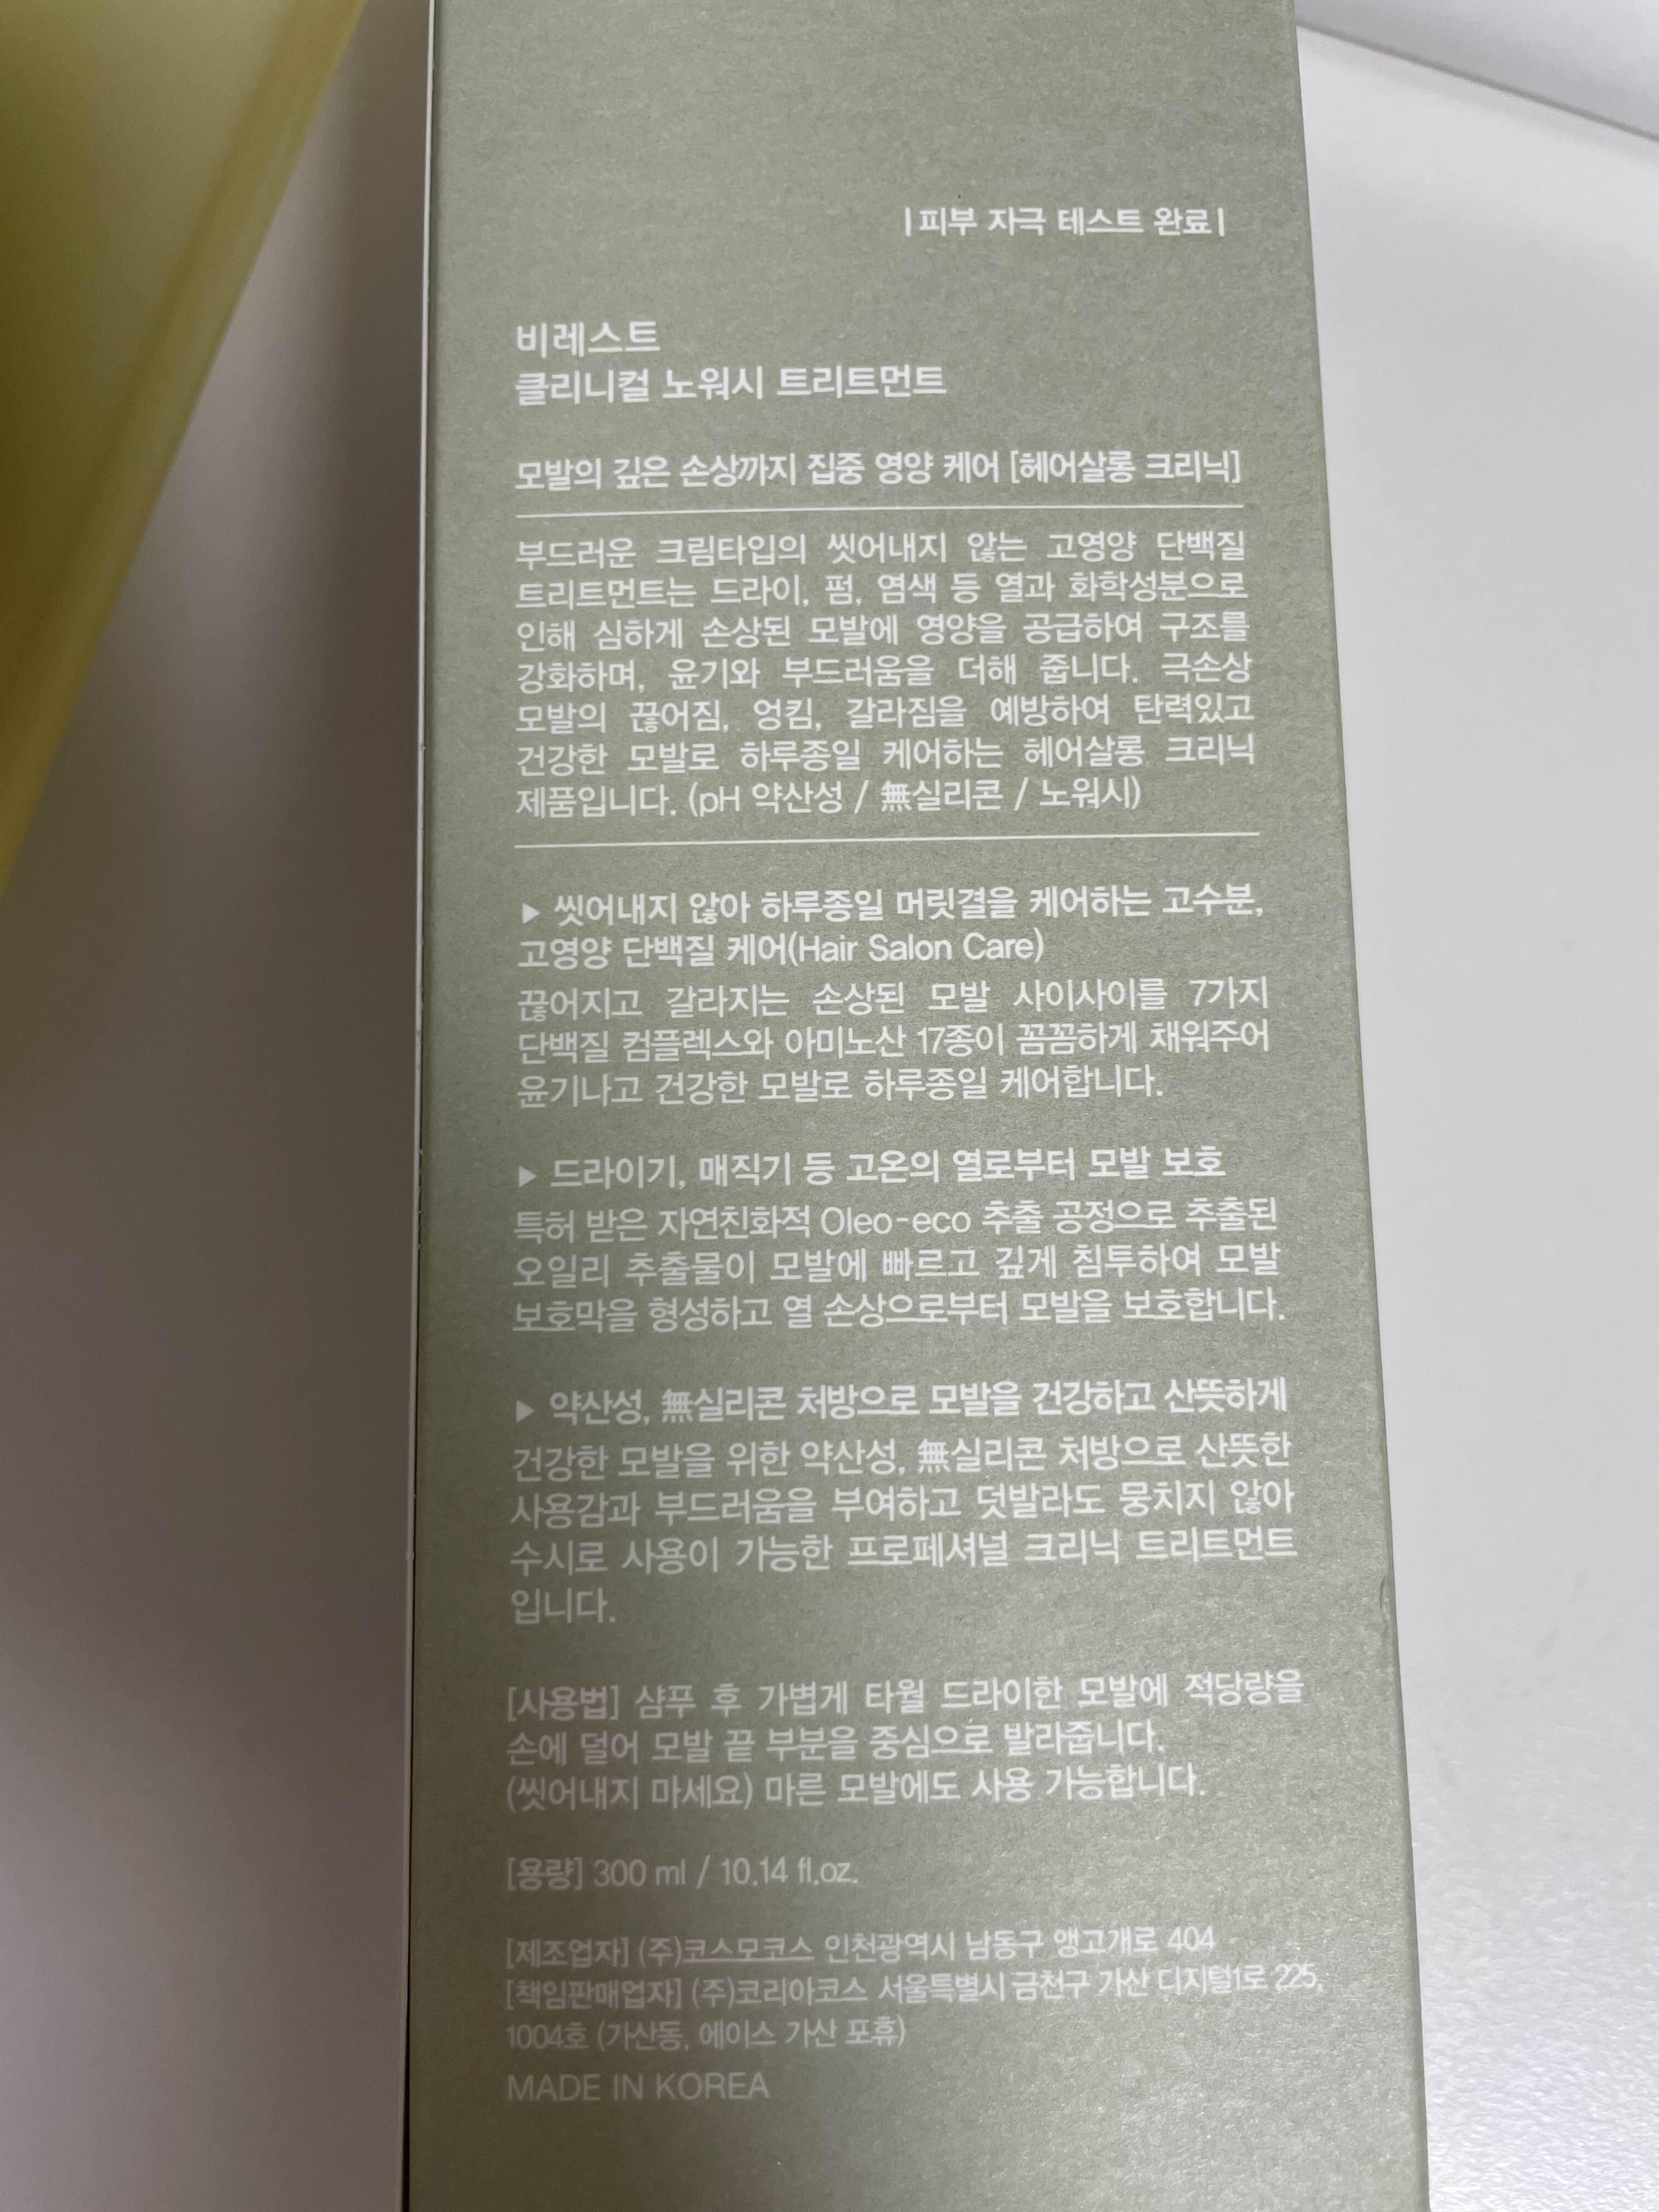 |피부 자극 테스트 완료|
비레스트
클리니컬 노워시 트리트먼트
모발의 깊은 손상까지 집중 영양 케어 [헤어살롱 크리닉]
부드러운 크림타입의 씻어내지 않는 고영양 단백질
트리트먼트는 드라이, 펌, 염색 등 열과 화학성분으로
인해 심하게 손상된 모발에 영양을 공급하여 구조를
강화하며, 윤기와 부드러움을 더해 줍니다. 극손상
모발의 끊어짐, 엉킴, 갈라짐을 예방하여 탄력있고
건강한 모발로 하루종일 케어하는 헤어살롱 크리닉
제품입니다. (pH 약산성 / 無실리콘 / 노워시)
▶ 씻어내지 않아 하루종일 머릿결을 케어하는 고수분,
고영양 단백질 케어(Hair Salon Care)
끊어지고 갈라지는 손상된 모발 사이사이를 7가지
단백질 컴플렉스와 아미노산 17종이 꼼꼼하게 채워주어
윤기나고 건강한 모발로 하루종일 케어합니다.
▶ 드라이기, 매직기 등 고온의 열로부터 모발 보호
특허 받은 자연친화적 Oleo-eco 추출 공정으로 추출된
오일리 추출물이 모발에 빠르고 깊게 침투하여 모발
보호막을 형성하고 열 손상으로부터 모발을 보호합니다.
▶ 약산성, 無실리콘 처방으로 모발을 건강하고 산뜻하게
건강한 모발을 위한 약산성, 無실리콘 처방으로 산뜻한
사용감과 부드러움을 부여하고 덧발라도 뭉치지 않아
수시로 사용이 가능한 프로페셔널 크리닉 트리트먼트
입니다.
[사용법] 샴푸 후 가볍게 타월 드라이한 모발에 적당량을
손에 덜어 모발 끝 부분을 중심으로 발라줍니다.
(씻어내지 마세요) 마른 모발에도 사용 가능합니다.
[용량] 300 ml / 10.14 fl.oz.
[제조업자] (주)코스모코스 인천광역시 남동구 앵고개로 404
[책임판매업자] (주)코리아코스 서울특별시 금천구 가산 디지털1로 225,
1004호 (가산동, 에이스 가산 포휴)
MADE IN KOREA